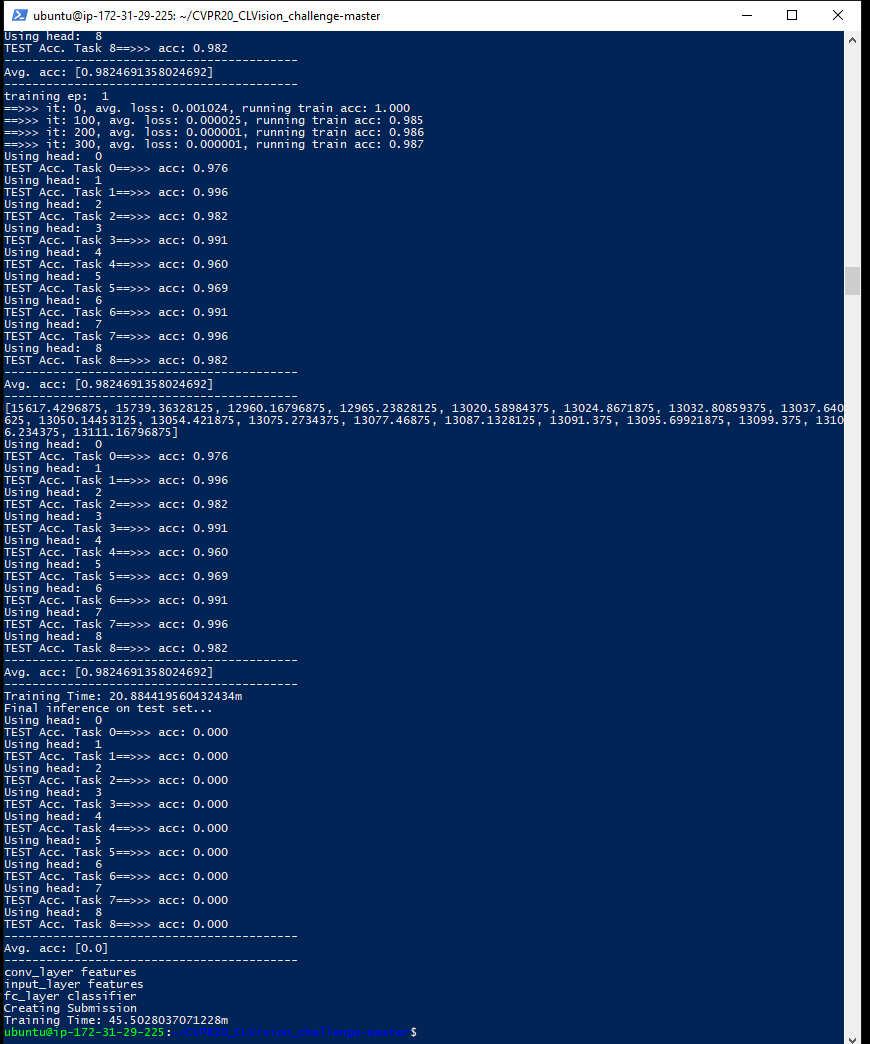 ubuntu@ip-172-31-29-225: ~/CVPR20_CLVision_challenge-master
Using head:  8
TEST Acc. Task 8==>>> acc: 0.982
------------------------------------------
Avg. acc: [0.9824691358024692]
------------------------------------------
training ep:  1
==>>> it: 0, avg. loss: 0.001024, running train acc: 1.000
==>>> it: 100, avg. loss: 0.000025, running train acc: 0.985
==>>> it: 200, avg. loss: 0.000001, running train acc: 0.986
==>>> it: 300, avg. loss: 0.000001, running train acc: 0.987
Using head:  0
TEST Acc. Task 0==>>> acc: 0.976
Using head:  1
TEST Acc. Task 1==>>> acc: 0.996
Using head:  2
TEST Acc. Task 2==>>> acc: 0.982
Using head:  3
TEST Acc. Task 3==>>> acc: 0.991
Using head:  4
TEST Acc. Task 4==>>> acc: 0.960
Using head:  5
TEST Acc. Task 5==>>> acc: 0.969
Using head:  6
TEST Acc. Task 6==>>> acc: 0.991
Using head:  7
TEST Acc. Task 7==>>> acc: 0.996
Using head:  8
TEST Acc. Task 8==>>> acc: 0.982
------------------------------------------
Avg. acc: [0.9824691358024692]
------------------------------------------
[15617.4296875, 15739.36328125, 12960.16796875, 12965.23828125, 13020.58984375, 13024.8671875, 13032.80859375, 13037.640
625, 13050.14453125, 13054.421875, 13075.2734375, 13077.46875, 13087.1328125, 13091.375, 13095.69921875, 13099.375, 1310
6.234375, 13111.16796875]
Using head:  0
TEST Acc. Task 0==>>> acc: 0.976
Using head:  1
TEST Acc. Task 1==>>> acc: 0.996
Using head:  2
TEST Acc. Task 2==>>> acc: 0.982
Using head:  3
TEST Acc. Task 3==>>> acc: 0.991
Using head:  4
TEST Acc. Task 4==>>> acc: 0.960
Using head:  5
TEST Acc. Task 5==>>> acc: 0.969
Using head:  6
TEST Acc. Task 6==>>> acc: 0.991
Using head:  7
TEST Acc. Task 7==>>> acc: 0.996
Using head:  8
TEST Acc. Task 8==>>> acc: 0.982
------------------------------------------
Avg. acc: [0.9824691358024692]
------------------------------------------
Training Time: 20.884419560432434m
Final inference on test set...
Using head:  0
TEST Acc. Task 0==>>> acc: 0.000
Using head:  1
TEST Acc. Task 1==>>> acc: 0.000
Using head:  2
TEST Acc. Task 2==>>> acc: 0.000
Using head:  3
TEST Acc. Task 3==>>> acc: 0.000
Using head:  4
TEST Acc. Task 4==>>> acc: 0.000
Using head:  5
TEST Acc. Task 5==>>> acc: 0.000
Using head:  6
TEST Acc. Task 6==>>> acc: 0.000
Using head:  7
TEST Acc. Task 7==>>> acc: 0.000
Using head:  8
TEST Acc. Task 8==>>> acc: 0.000
------------------------------------------
Avg. acc: [0.0]
------------------------------------------
conv_layer features
input_layer features
fc_layer classifier
Creating Submission
Training Time: 45.5028037071228m
ubuntu@ip-172-31-29-225:~/CVPR20_CLVision_challenge-master$